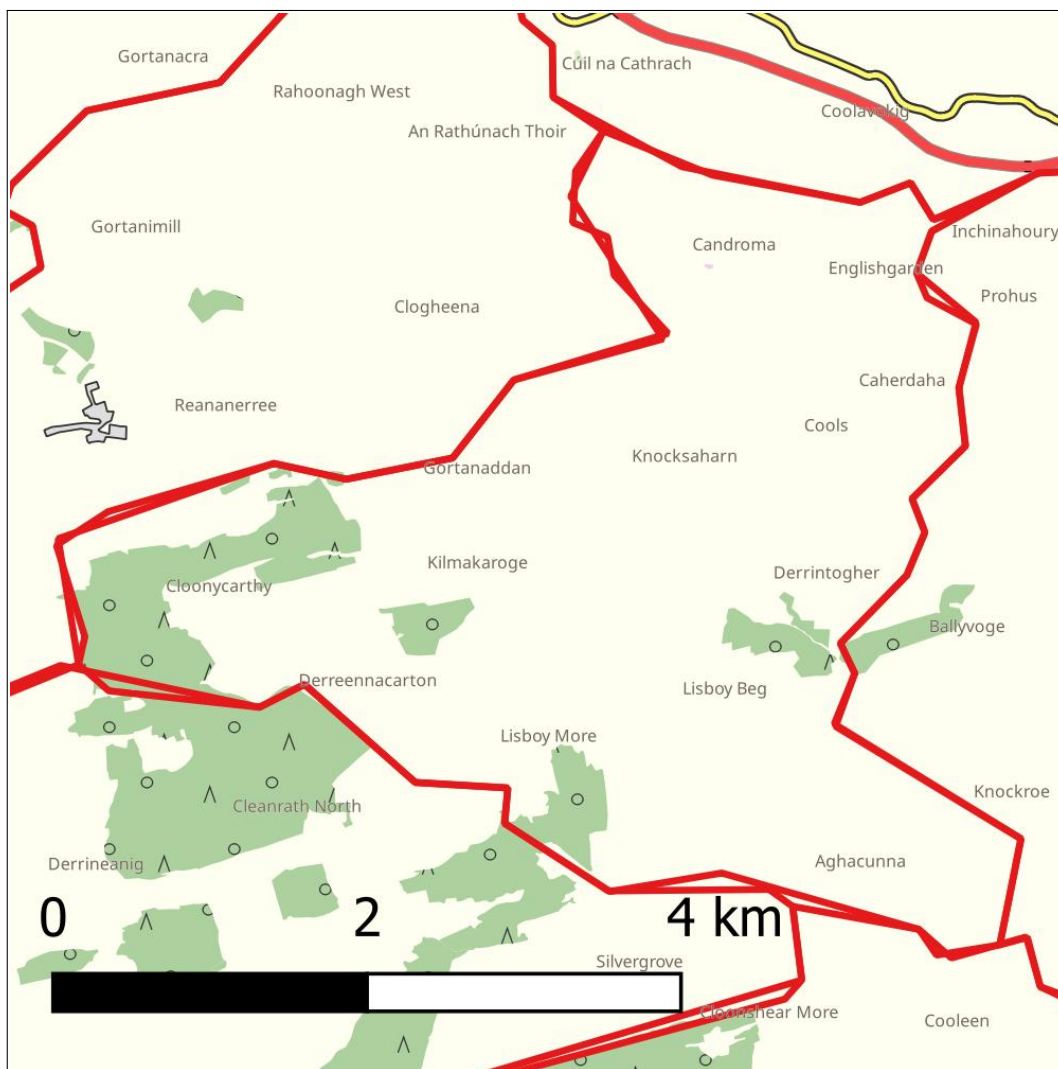 Gortanacra
Cúil na Cathrach
Rahoonagh West
Coolavokig
An Rathúnach Thoir
Gortanimill
Inchinahoury
Candroma
Englishgarden
Prohus
Clogheena
Caherdaha
Reananerree
Cools
Knocksaharn
Gortanaddan
Kilmakaroge
Derrintogher
Cloonycarthy
Ballyvoge
Derreennacarton
Lisboy Beg
Lisboy More
Knockroe
Cleanrath North
Derrineanig
Aghacunna
0 2 4 km
Silvergrove
Cloonshear More
Cooleen